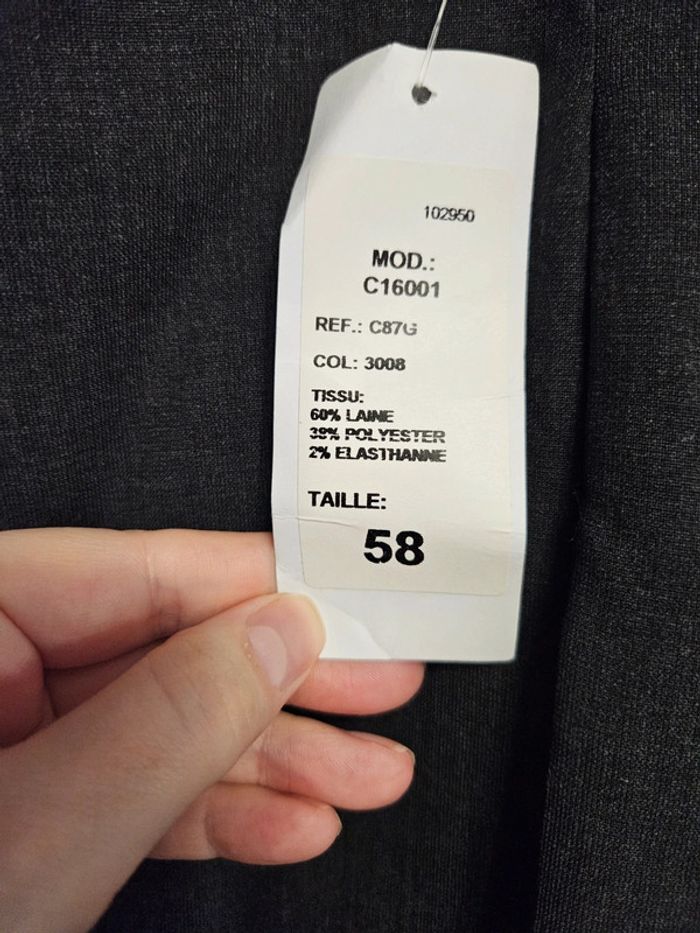 102950
MOD.:
C16001
REF.: C87G
COL: 3008
TISSU:
60% LAINE
38% POLYESTER
2% ELASTHANNE
TAILLE:
58